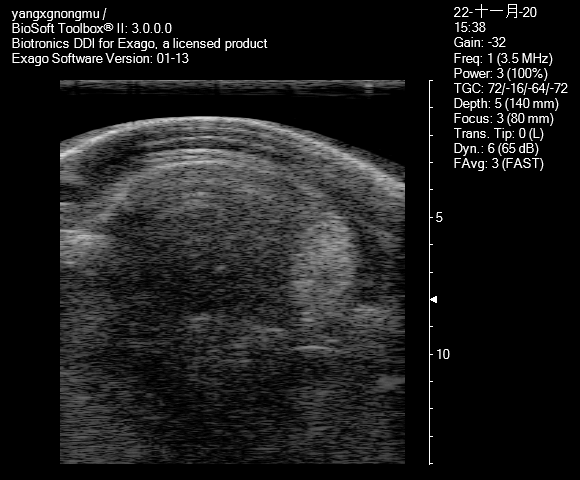 yangxgnongmu /
BioSoft Toolbox® II: 3.0.0.0
Biotronics DDI for Exago, a licensed product
Exago Software Version: 01-13
22-十一月-20
15:38
Gain: -32
Freq: 1 (3.5 MHz)
Power: 3 (100%)
TGC: 72/-16/-64/-72
Depth: 5 (140 mm)
Focus: 3 (80 mm)
Trans. Tip: 0 (L)
Dyn.: 6 (65 dB)
FAvg: 3 (FAST)
5
10